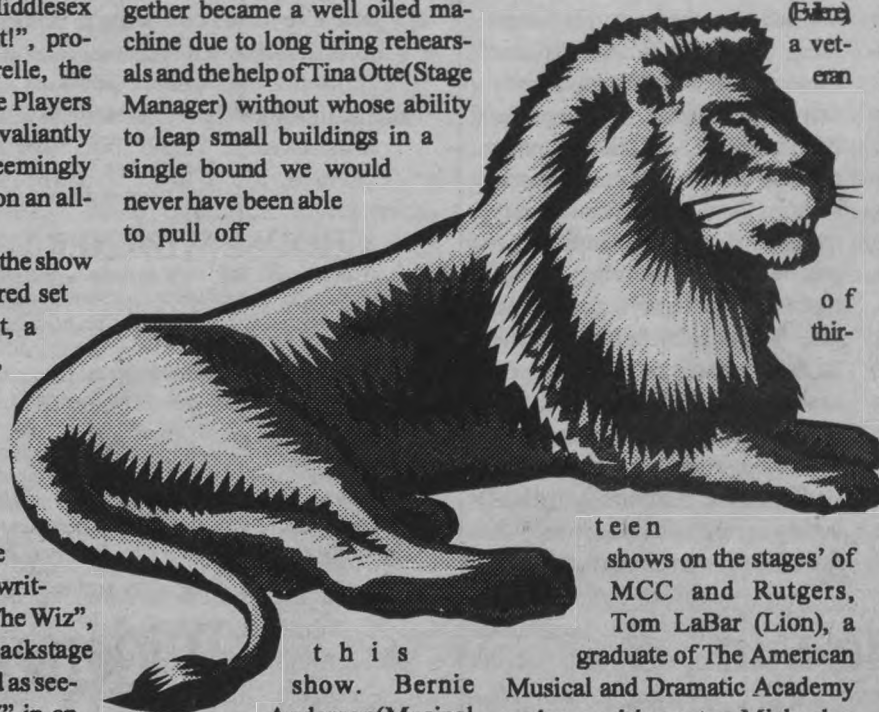 iddlesex
t!”, pro-
relle, the
e Players
valiantly
eemingly
on an all-
the show
red set
t, a
e
writ-
he Wiz”,
ackstage
d as see-
gether became a well oiled ma-
chine due to long tiring rehears-
als and the help of Tina Otte(Stage
Manager) without whose ability
to leap small buildings in a
single bound we would
never have been able
to pull off
this
show. Bernie
a vet-
eran
of
thir-
teen
shows on the stages’ of
MCC and Rutgers,
Tom LaBar (Lion), a
graduate of The American
Musical and Dramatic Academy